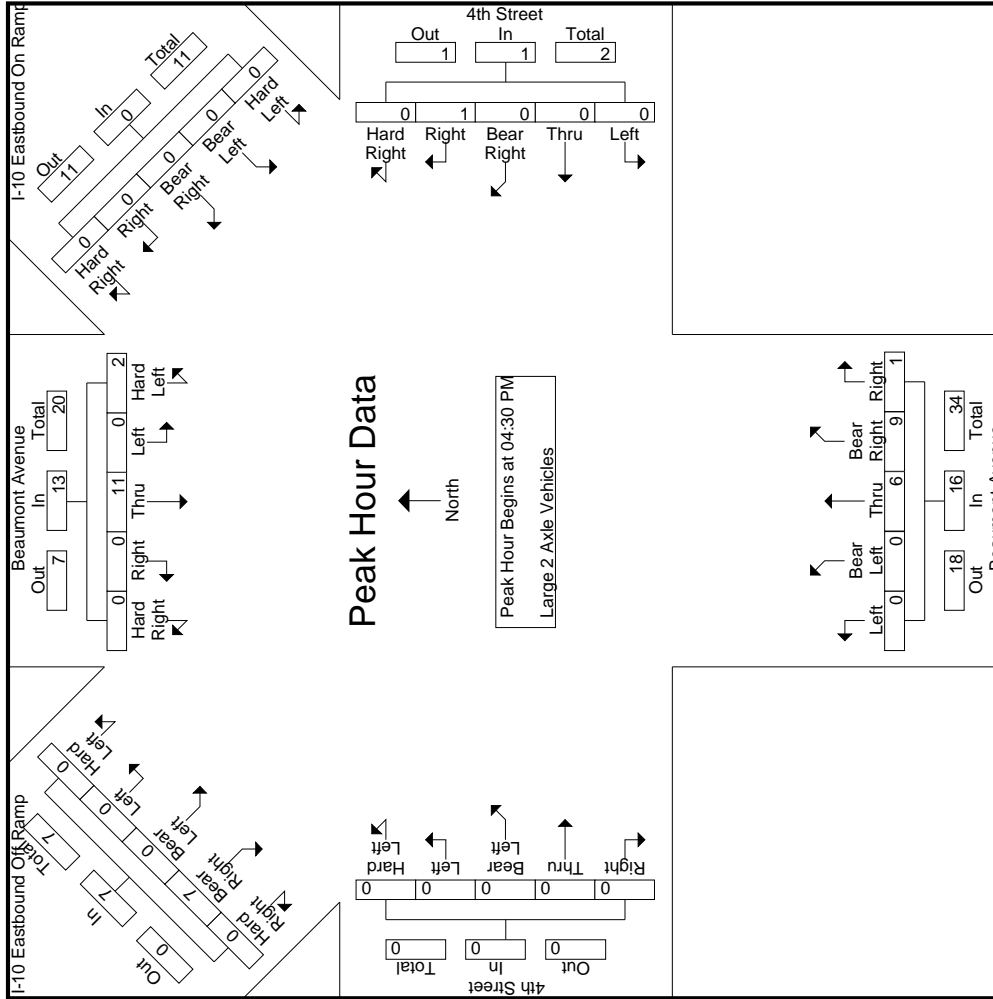 I-10 Eastbound On Ramp
Out In Total
11 0 11
0 0 0 0 0
Hard Right
Right
Bear Right
Bear Left
Hard Left
4th Street
Out In Total
1 1 2
0 1 0 0 0
Hard Right
Right
Bear Right
Thru
Left
Beaumont Avenue
Out In Total
7 13 20
0 0 11 0 2
Hard Right
Right
Thru
Left
Hard Left
Peak Hour Data
North
Peak Hour Begins at 04:30 PM
Large 2 Axle Vehicles
Left
Bear Left
Thru
Bear Right
Right
0 0 6 9 1
18 16 34
Out In Total
I-10 Eastbound Off Ramp
Total In Out
7 7 0
0 0 0 7 0
Hard Left
Left
Bear Left
Bear Right
Hard Right
Hard Left
Left
Bear Left
Thru
Right
0 0 0 0 0
0 0 0
Total In Out
4th Street